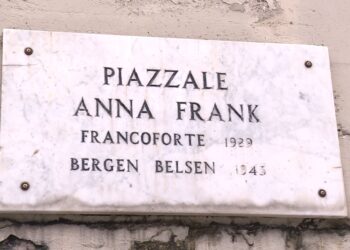 PIAZZALE
ANNA FRANK
FRANCOFORTE 1929
BERGEN BELSEN 1945